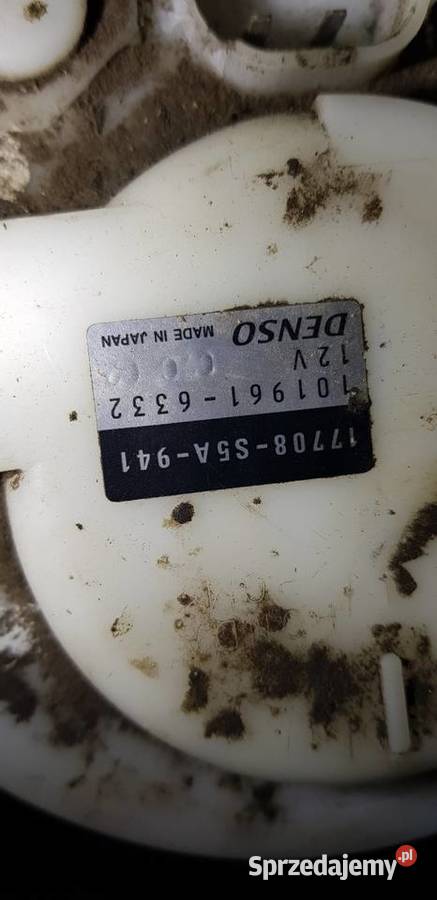 17708-S5A-941
101961-6332
12V
DENSO MADE IN JAPAN
Sprzedajemy.pl